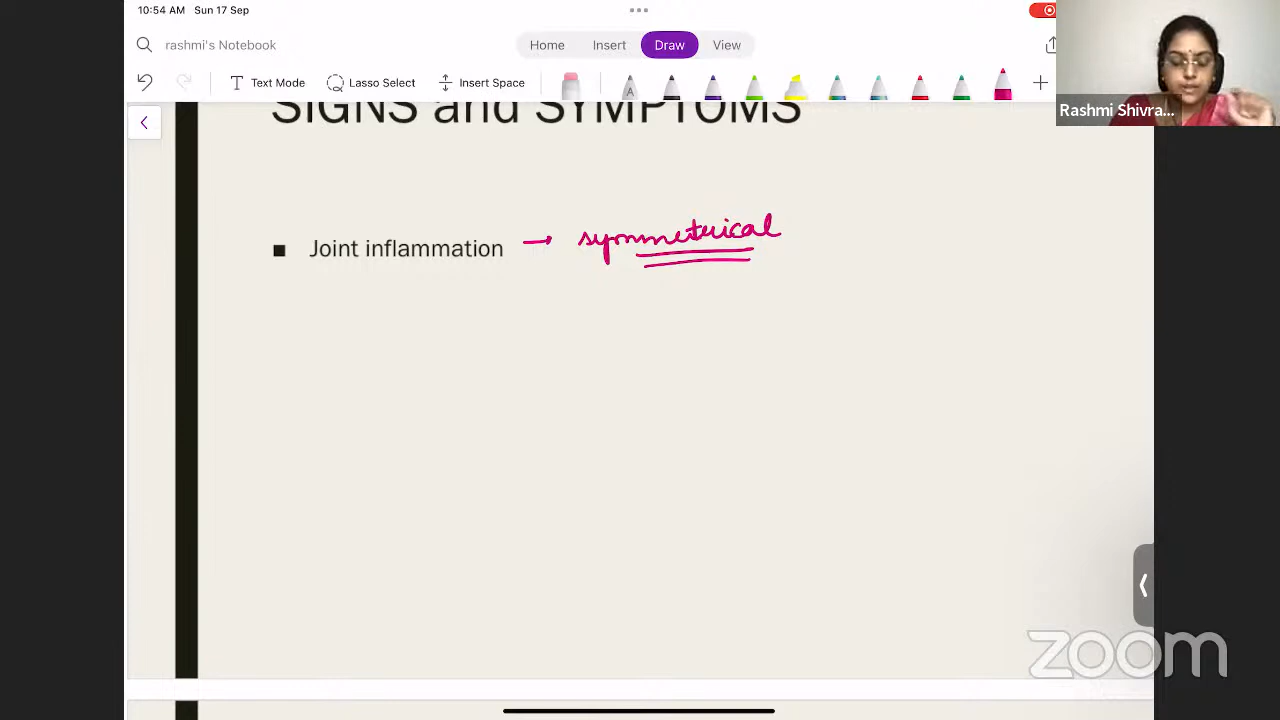 10:54 AM Sun 17 Sep
rashmi's Notebook
Home Insert Draw View
Text Mode Lasso Select Insert Space
A
Rashmi Shivra...
SIGNS and SYMPTOMS
■ Joint inflammation → symmetrical
zoom